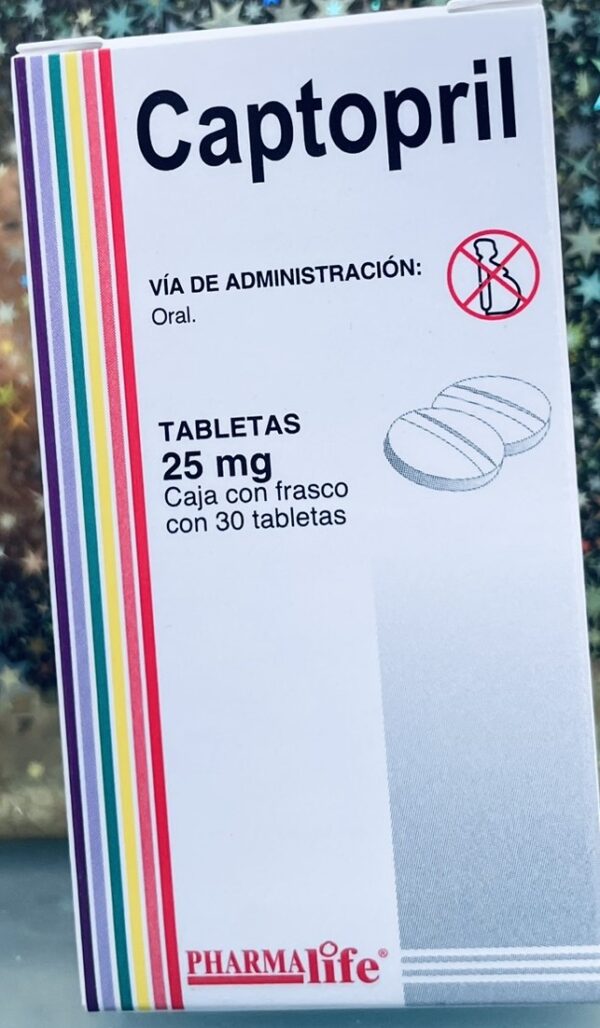 Captopril
VÍA DE ADMINISTRACIÓN:
Oral.
TABLETAS
25 mg
Caja con frasco
con 30 tabletas
PHARMAlife®